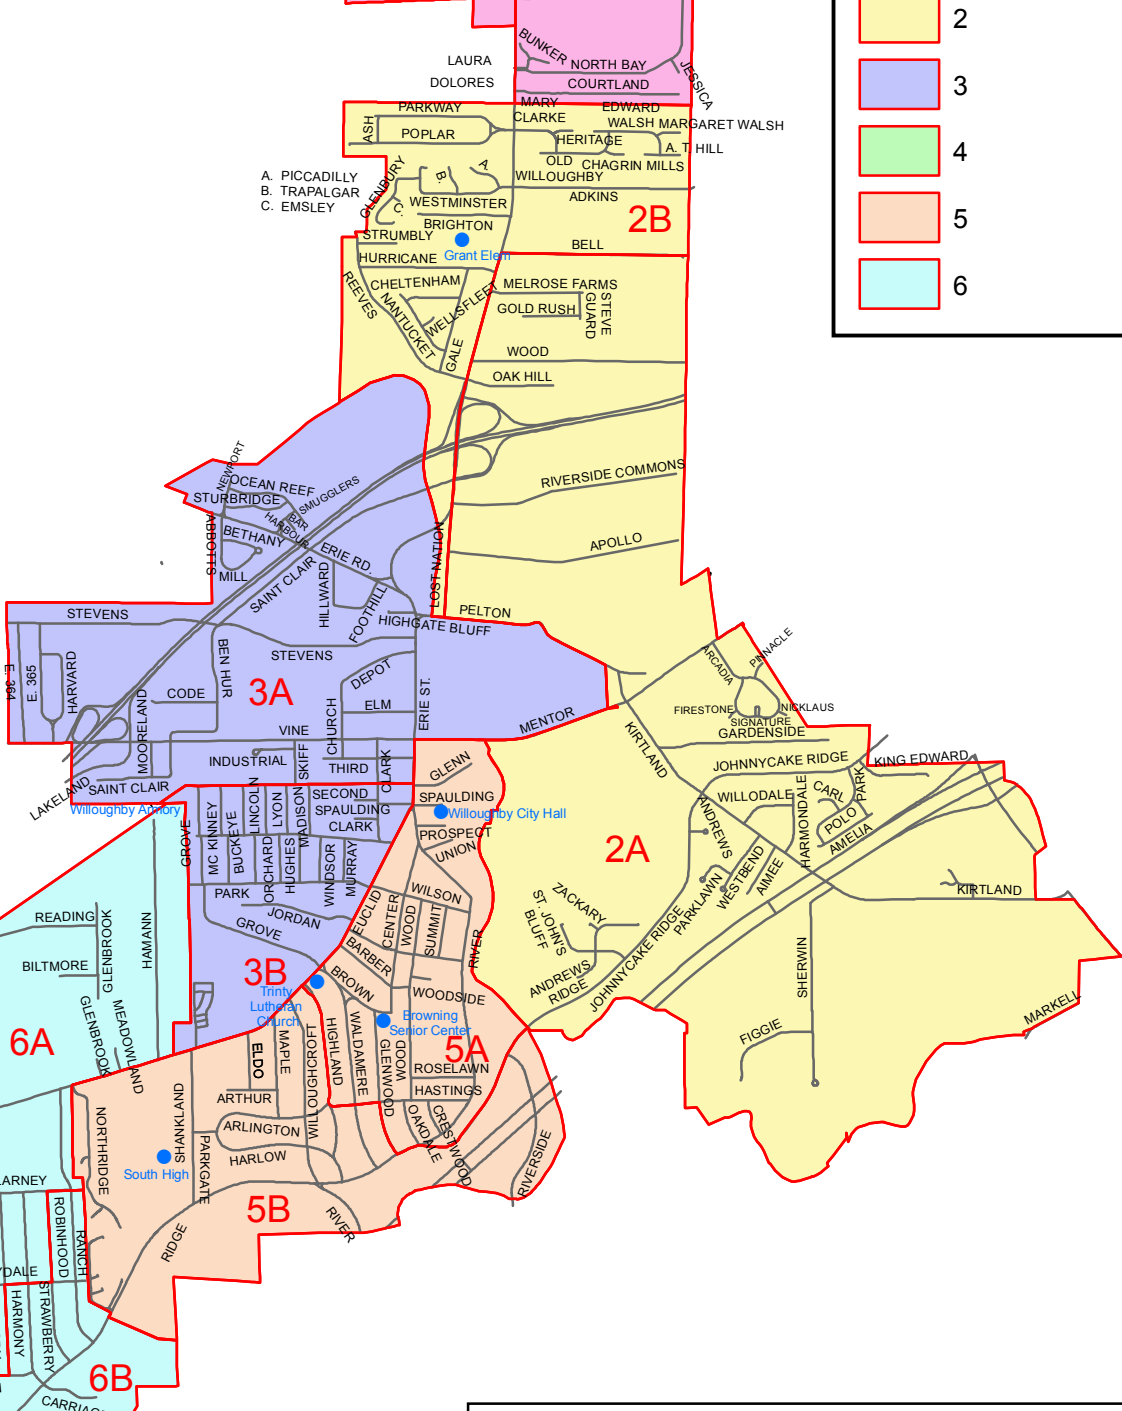 2
3
4
5
6
BUNKER
LAURA
NORTH BAY
JESSICA
DOLORES
COURTLAND
MARY CLARKE
EDWARD WALSH
MARGARET WALSH
PARKWAY
ASH
POPLAR
HERITAGE
A. T. HILL
OLD WILLOUGHBY
CHAGRIN MILLS
A. PICCADILLY
B. TRAPALGAR
C. EMSLEY
GLENBURY
A.
B.
C.
WESTMINSTER
ADKINS
2B
BRIGHTON
STRUMBLY
Grant Elem
BELL
HURRICANE
REEVES
CHELTENHAM
NANTUCKET
WELLSFLEET
GALE
MELROSE FARMS
GOLD RUSH
STEVE GUARD
WOOD
OAK HILL
NEWPORT
OCEAN REEF
STURBRIDGE
SMUGGLERS
BAR HARBOUR
ABBOTTS
BETHANY
MILL
ERIE RD.
SAINT CLAIR
HILLWARD
FOOTHILL
LOST NATION
RIVERSIDE COMMONS
APOLLO
PELTON
HIGHGATE BLUFF
STEVENS
STEVENS
E. 364
E. 365
HARVARD
BEN HUR
3A
DEPOT
CODE
ELM
CHURCH
ERIE ST.
MENTOR
MOORELAND
VINE
INDUSTRIAL
SKIFF
THIRD
CLARK
LAKELAND
SAINT CLAIR
Willoughby Armory
ARCADIA
PINNACLE
FIRESTONE
NICKLAUS
SIGNATURE
GARDENSIDE
KIRTLAND
JOHNNYCAKE RIDGE
KING EDWARD
WILLODALE
HARMONDALE
CARL
PARK
POLO
AMELIA
ANDREWS
2A
WESTBEND
AIMEE
PARKLAWN
KIRTLAND
ZACKARY
ST. JOHN'S BLUFF
ANDREWS RIDGE
JOHNNYCAKE RIDGE
SHERWIN
FIGGIE
MARKELL
GLENN
SPAULDING
Willoughby City Hall
PROSPECT
UNION
GROVE
MC KINNEY
BUCKEYE
LINCOLN
LYON
MADISON
SECOND
SPAULDING
CLARK
ORCHARD
HUGHES
WINDSOR
MURRAY
PARK
JORDAN
GROVE
EUCLID
3B
Trinty Lutheran Church
WILSON
CENTER
WOOD
SUMMIT
RIVER
BARBER
BROWN
WOODSIDE
Browning Senior Center
5A
HIGHLAND
WALDAMERE
GLENWOOD
WOOD
ROSELAWN
HASTINGS
OAKDALE
CRESTWOOD
RIVERSIDE
READING
GLENBROOK
HAMANN
BILTMORE
GLENBROOK
MEADOWLAND
6A
ELDO
MAPLE
WILLOUGHCROFT
ARTHUR
ARLINGTON
HARLOW
NORTHRIDGE
SHANKLAND
PARKGATE
South High
5B
RIVER
RIDGE
LARNEY
ROBINHOOD
RANCH
YDALE
HARMONY
STRAWBERRY
6B